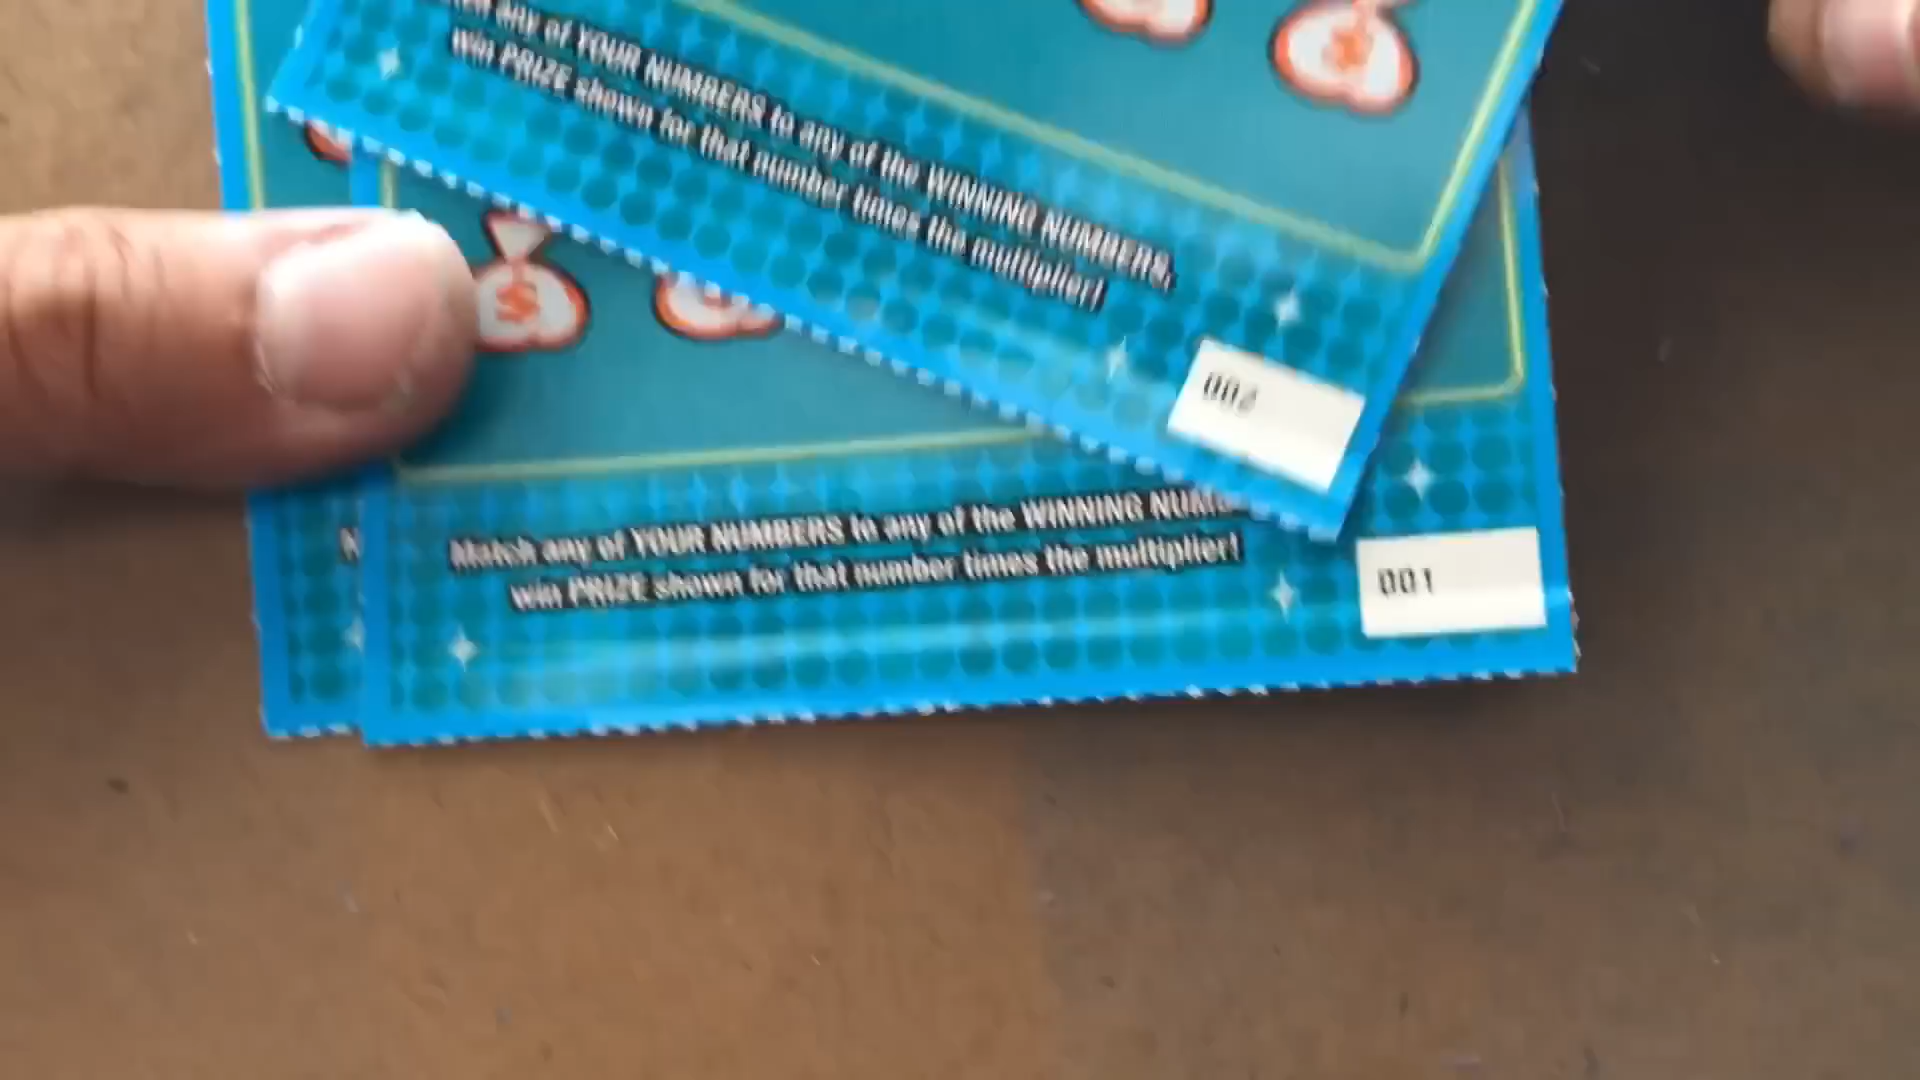 any of YOUR NUMBERS to any of the WINNING NUMBERS,
win PRIZE shown for that number times the multiplier!
002
Match any of YOUR NUMBERS to any of the WINNING
win PRIZE shown for that number times the multiplier!
001